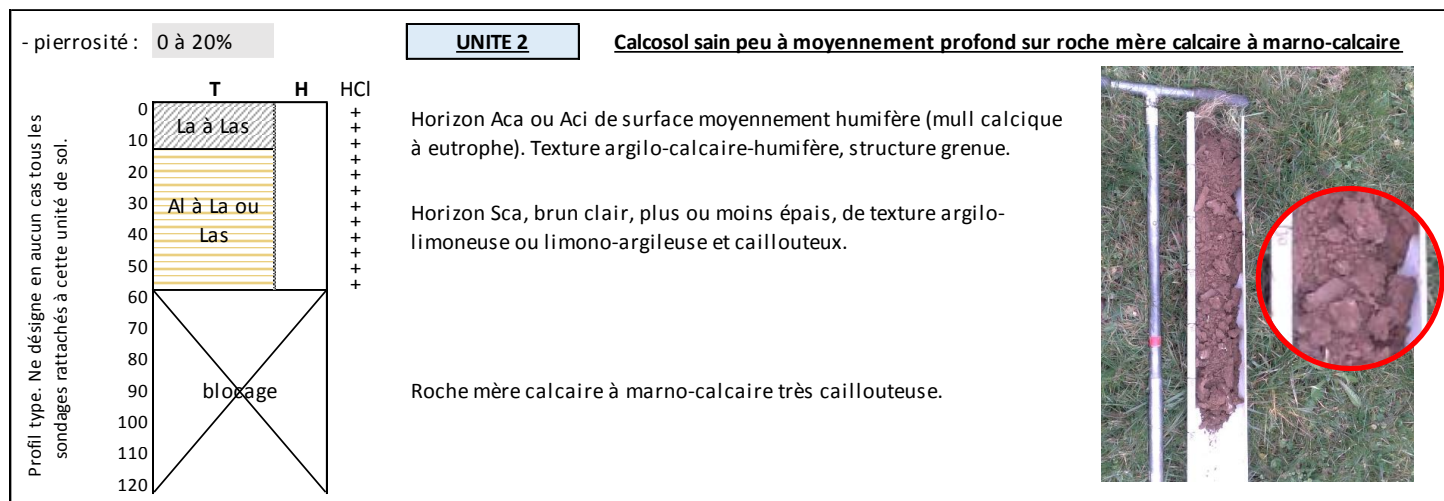 - pierrosité : 0 à 20%
UNITE 2
Calcosol sain peu à moyennement profond sur roche mère calcaire à marno-calcaire
Profil type. Ne désigne en aucun cas tous les
sondages rattachés à cette unité de sol.
T H HCl
0
10
20
30
40
50
60
70
80
90
100
110
120
La à Las
Al à La ou
Las
blocage
+
+
+
+
+
+
+
+
+
+
+
+
Horizon Aca ou Aci de surface moyennement humifère (mull calcique
à eutrophe). Texture argilo-calcaire-humifère, structure grenue.
Horizon Sca, brun clair, plus ou moins épais, de texture argilo-
limoneuse ou limono-argileuse et caillouteux.
Roche mère calcaire à marno-calcaire très caillouteuse.